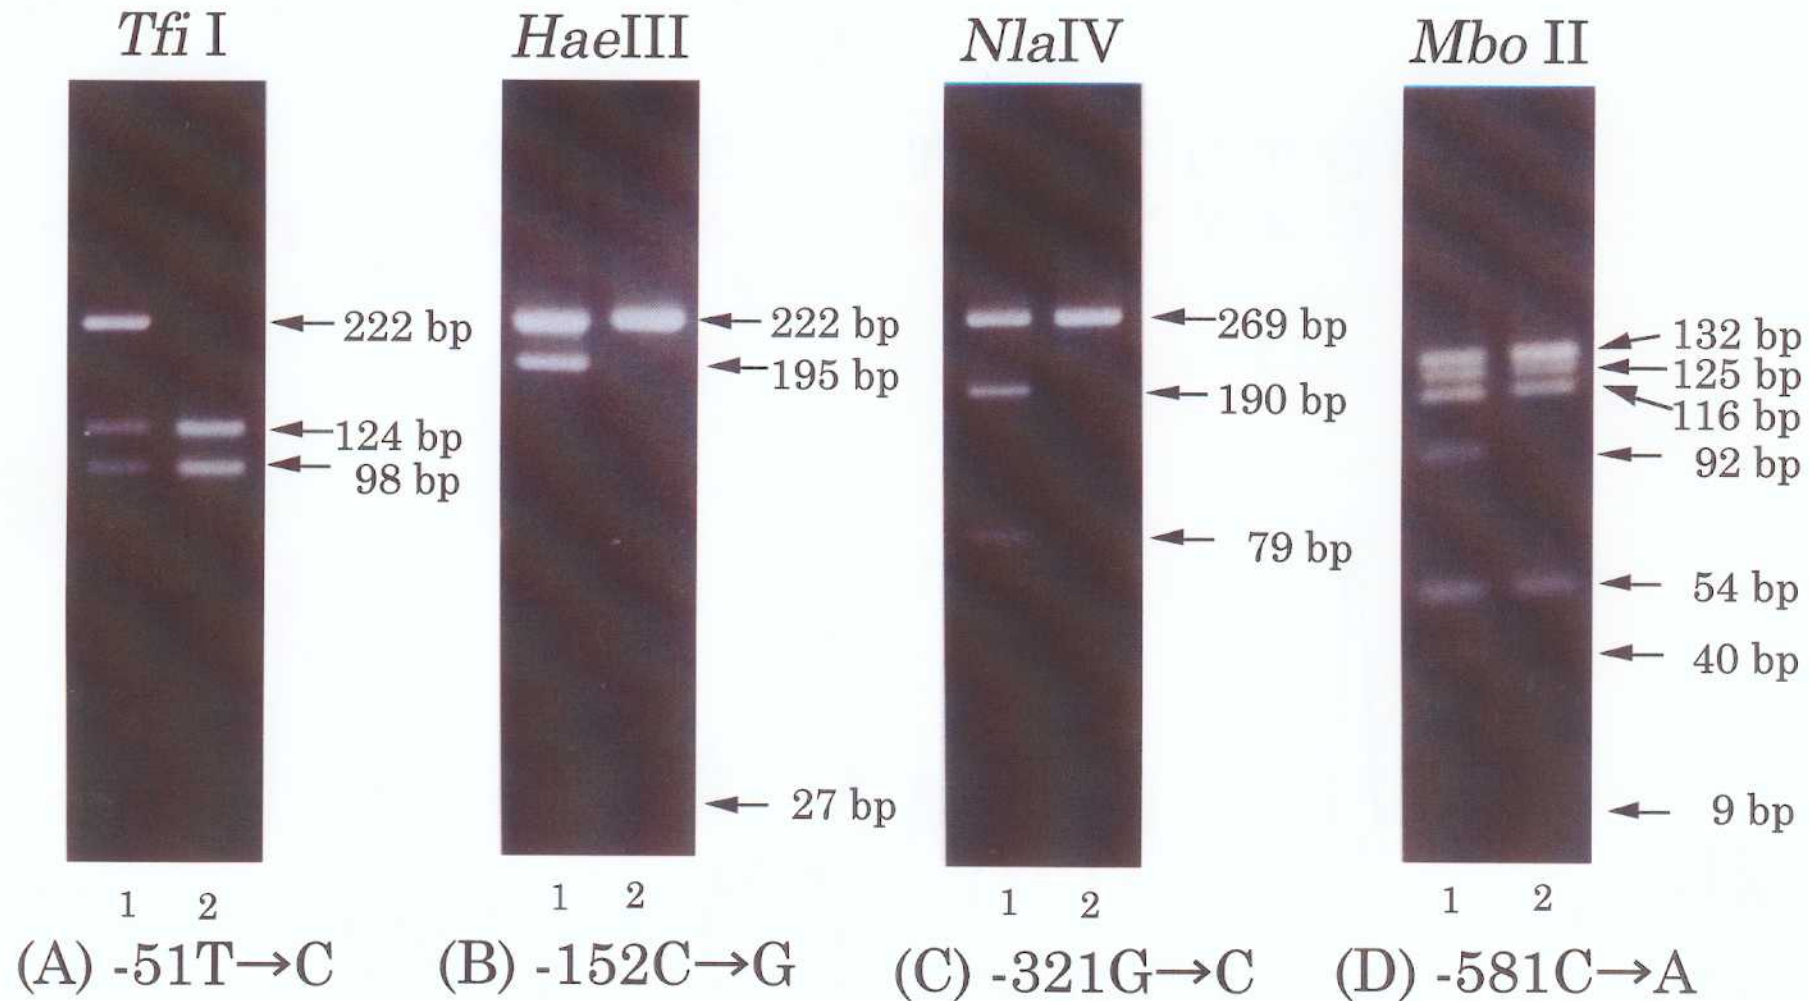 Tfi I
222 bp
124 bp
98 bp
1 2
(A) -51T→C
HaeIII
222 bp
195 bp
27 bp
1 2
(B) -152C→G
NlaIV
269 bp
190 bp
79 bp
1 2
(C) -321G→C
Mbo II
132 bp
125 bp
116 bp
92 bp
54 bp
40 bp
9 bp
1 2
(D) -581C→A